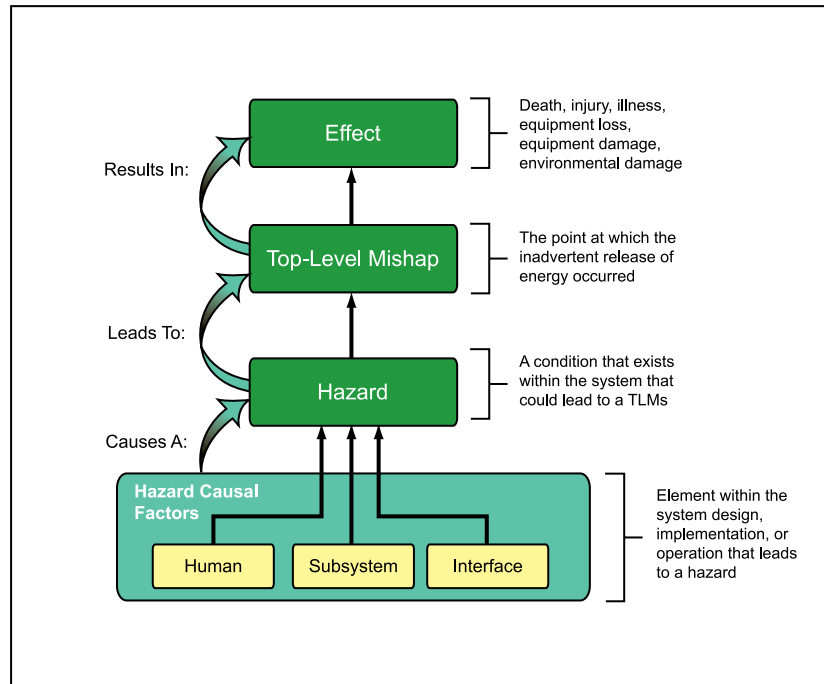 Effect
Death, injury, illness,
equipment loss,
equipment damage,
environmental damage
Results In:
Top-Level Mishap
The point at which the
inadvertent release of
energy occurred
Leads To:
Hazard
A condition that exists
within the system that
could lead to a TLMs
Causes A:
Hazard Causal
Factors
Human
Subsystem
Interface
Element within the
system design,
implementation, or
operation that leads
to a hazard